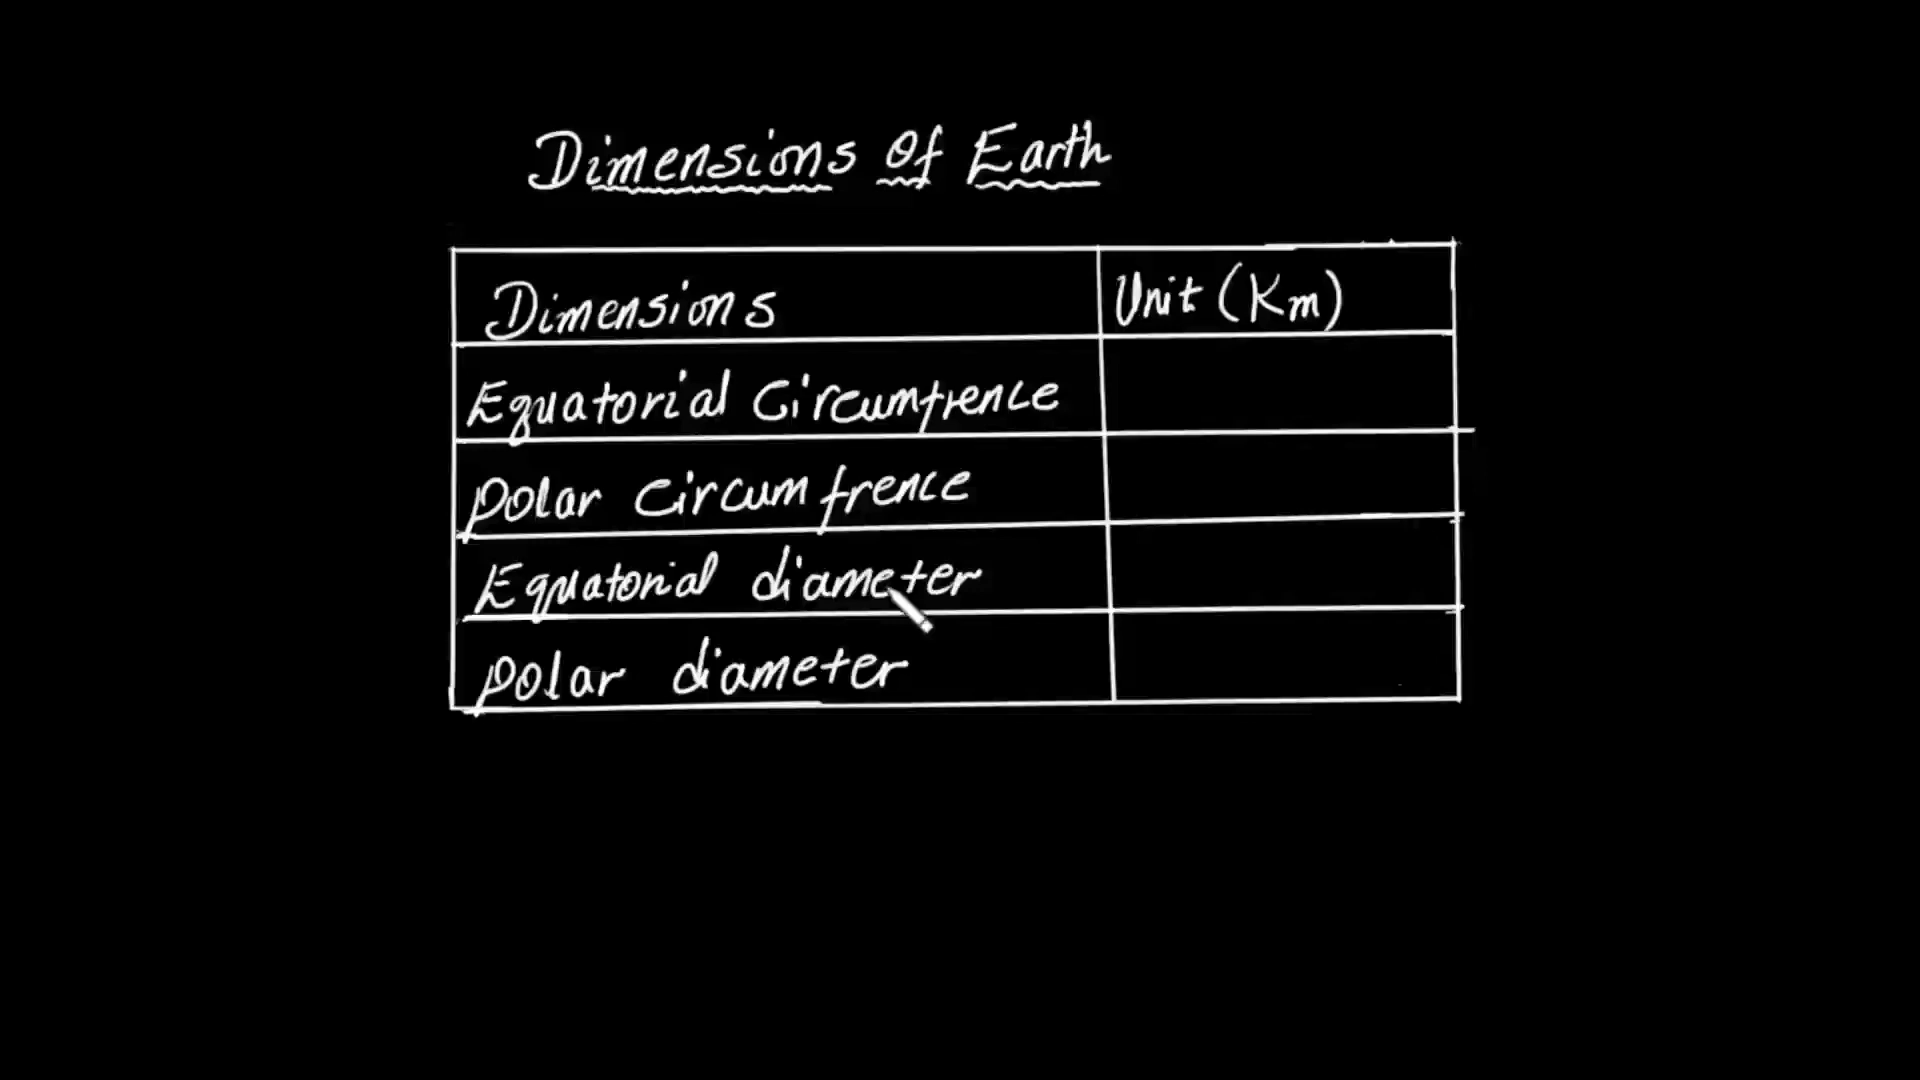 Dimensions Of Earth
Dimensions Unit (Km)
Equatorial Circumfrence
Polar Circumfrence
Equatorial diameter
Polar diameter